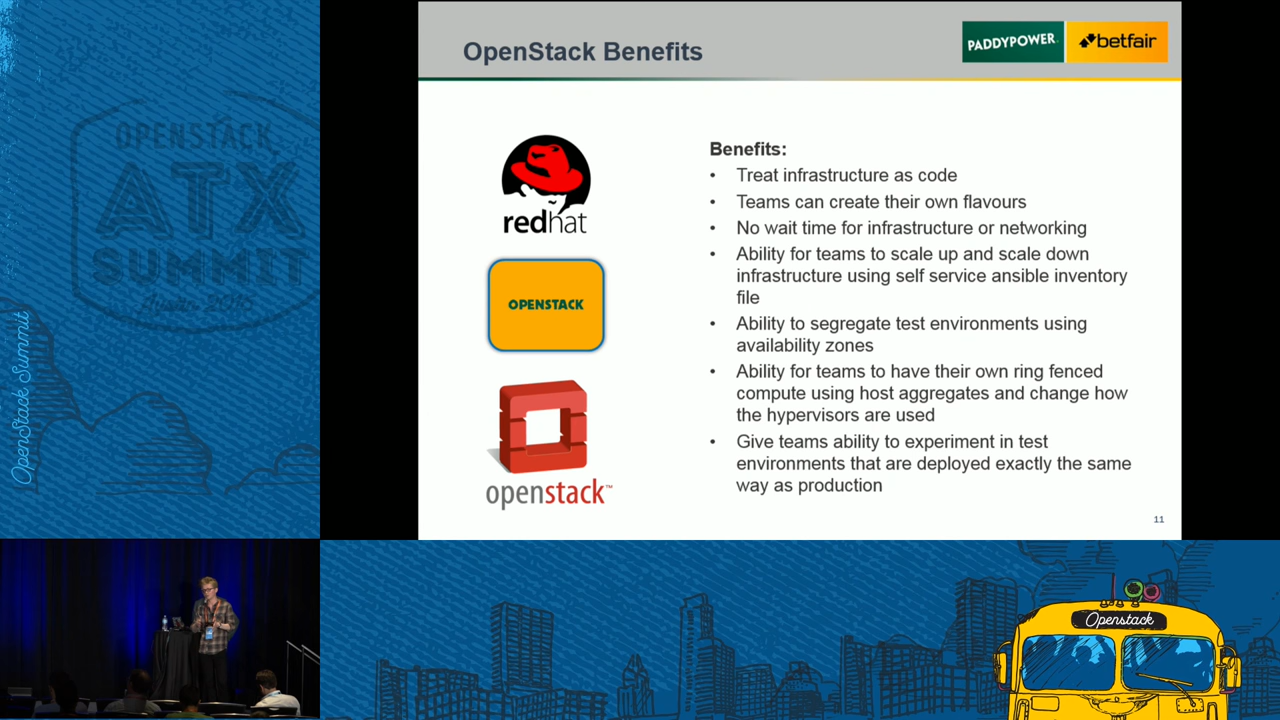 OpenStack Benefits
PADDYPOWER.
betfair
OPENSTACK
ATX
SUMMIT
Austin 2016
OpenStack Summit
redhat
OPENSTACK
openstack™
Benefits:
• Treat infrastructure as code
• Teams can create their own flavours
• No wait time for infrastructure or networking
• Ability for teams to scale up and scale down
infrastructure using self service ansible inventory
file
• Ability to segregate test environments using
availability zones
• Ability for teams to have their own ring fenced
compute using host aggregates and change how
the hypervisors are used
• Give teams ability to experiment in test
environments that are deployed exactly the same
way as production
11
Openstack